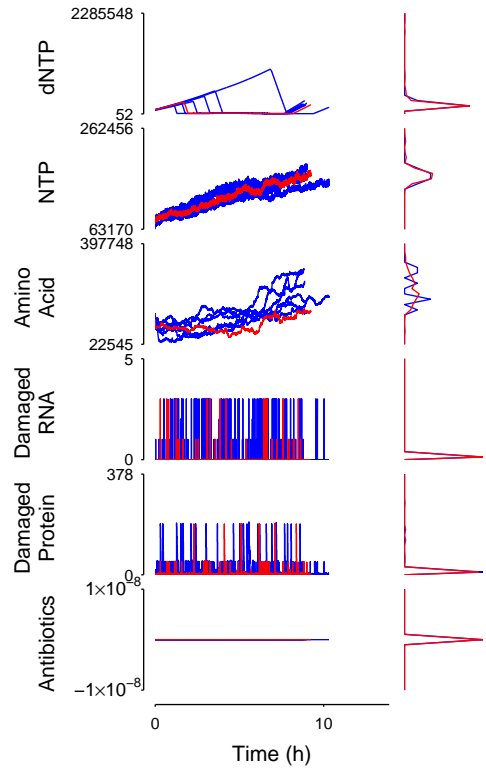 2285548
dNTP
52
262456
NTP
63170
397748
Amino
Acid
22545
5
Damaged
RNA
0
378
Damaged
Protein
0
1×10⁻⁸
Antibiotics
−1×10⁻⁸
0 10
Time (h)